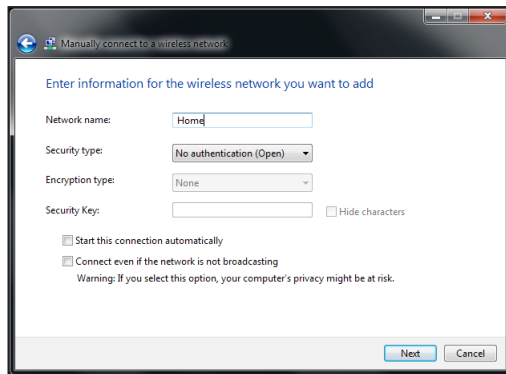 Manually connect to a wireless network
Enter information for the wireless network you want to add
Network name: Home
Security type: No authentication (Open)
Encryption type: None
Security Key: Hide characters
Start this connection automatically
Connect even if the network is not broadcasting
Warning: If you select this option, your computer's privacy might be at risk.
Next Cancel